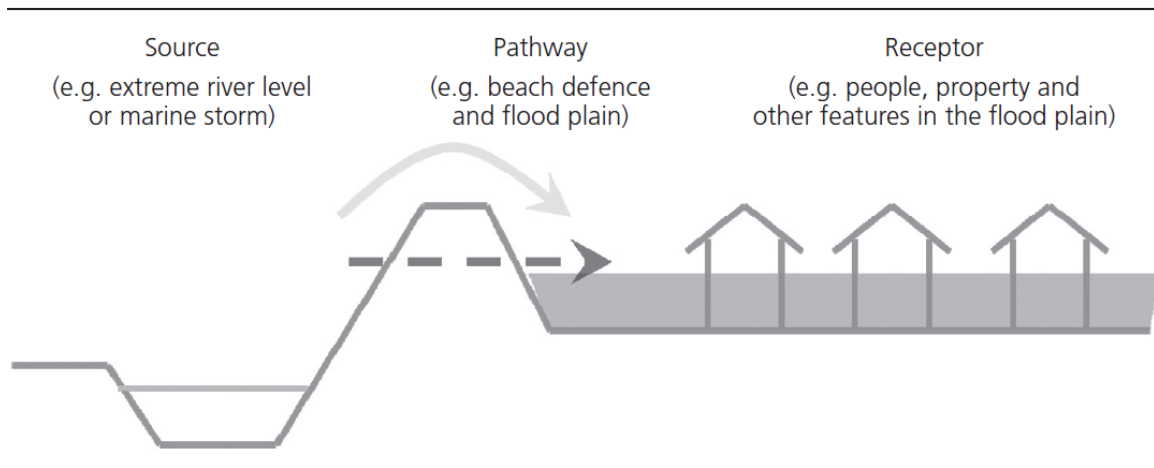 Source
(e.g. extreme river level
or marine storm)
Pathway
(e.g. beach defence
and flood plain)
Receptor
(e.g. people, property and
other features in the flood plain)